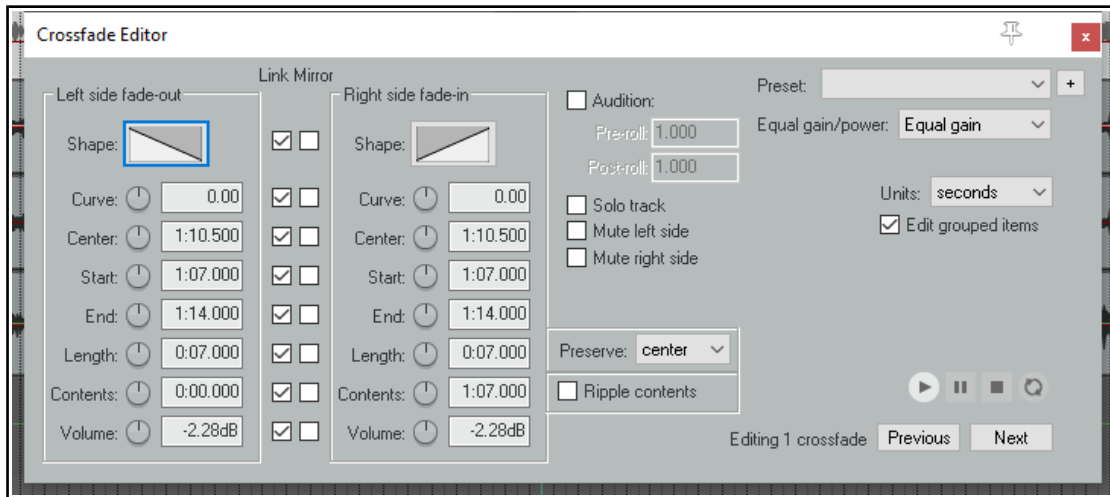 Crossfade Editor
x
Link Mirror
Left side fade-out
Right side fade-in
Shape:
Shape:
Curve: 0.00
Curve: 0.00
Center: 1:10.500
Center: 1:10.500
Start: 1:07.000
Start: 1:07.000
End: 1:14.000
End: 1:14.000
Length: 0:07.000
Length: 0:07.000
Contents: 0:00.000
Contents: 1:07.000
Volume: -2.28dB
Volume: -2.28dB
Audition:
Pre-roll: 1.000
Post-roll: 1.000
Solo track
Mute left side
Mute right side
Preserve: center
Ripple contents
Preset: +
Equal gain/power: Equal gain
Units: seconds
Edit grouped items
Editing 1 crossfade Previous Next